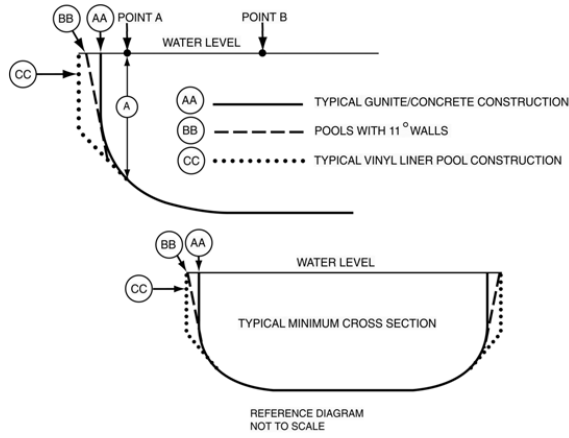 BB AA POINT A POINT B
WATER LEVEL
CC
A
AA TYPICAL GUNITE/CONCRETE CONSTRUCTION
BB POOLS WITH 11° WALLS
CC TYPICAL VINYL LINER POOL CONSTRUCTION
BB AA
WATER LEVEL
CC
TYPICAL MINIMUM CROSS SECTION
REFERENCE DIAGRAM
NOT TO SCALE